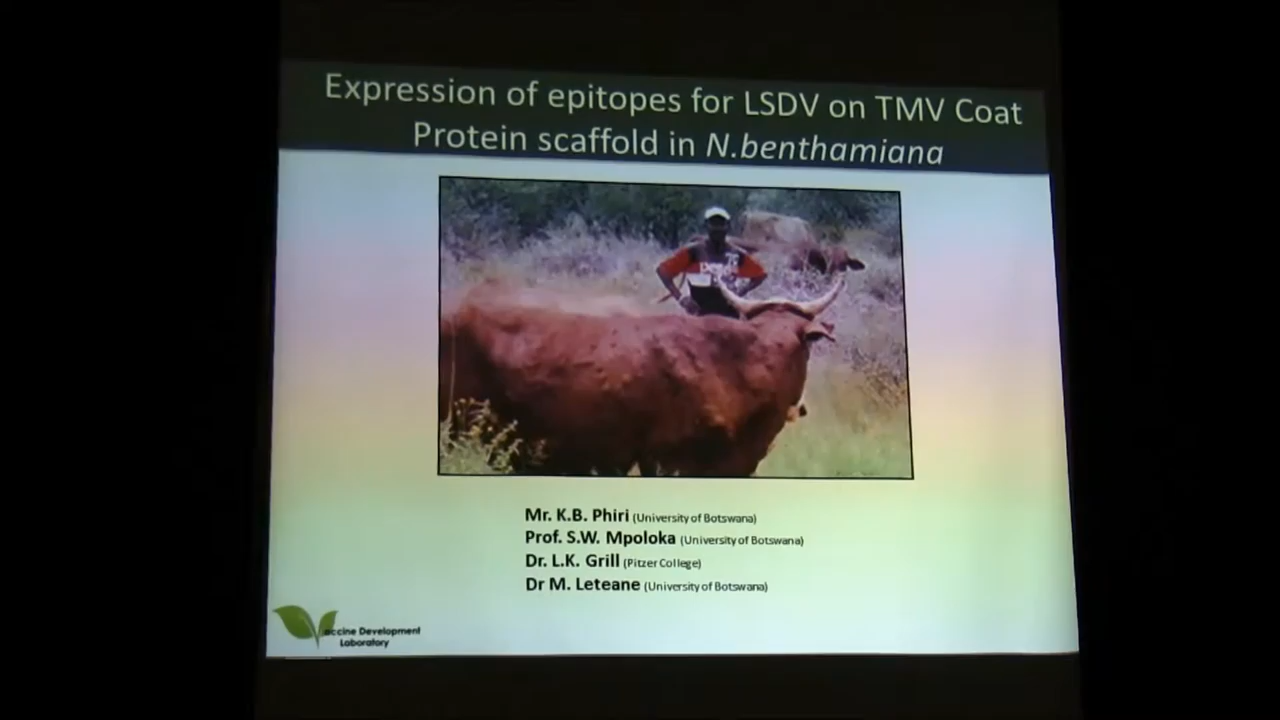 Expression of epitopes for LSDV on TMV Coat
Protein scaffold in N.benthamiana
Mr. K.B. Phiri (University of Botswana)
Prof. S.W. Mpoloka (University of Botswana)
Dr. L.K. Grill (Pitzer College)
Dr M. Leteane (University of Botswana)
Vaccine Development
Laboratory